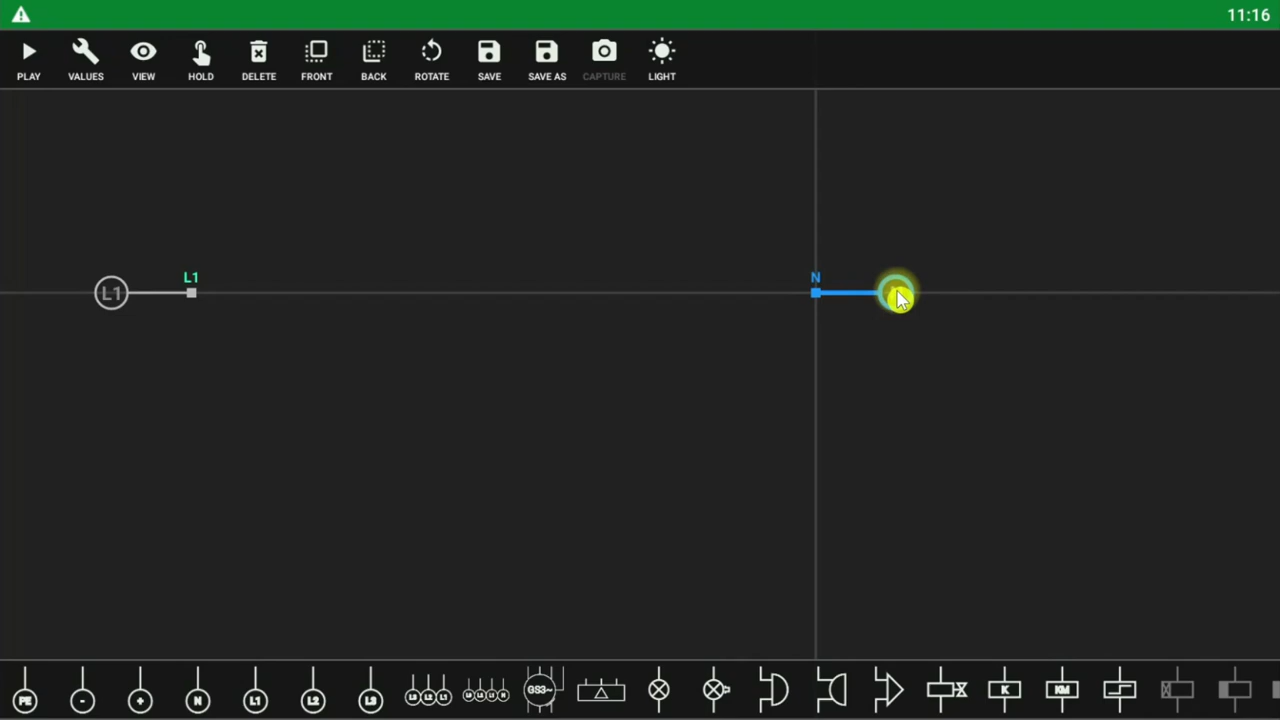 11:16
PLAY VALUES VIEW HOLD DELETE FRONT BACK ROTATE SAVE SAVE AS CAPTURE LIGHT
L1 N
L1
PE - + N L1 L2 L3 GS3~ K KM